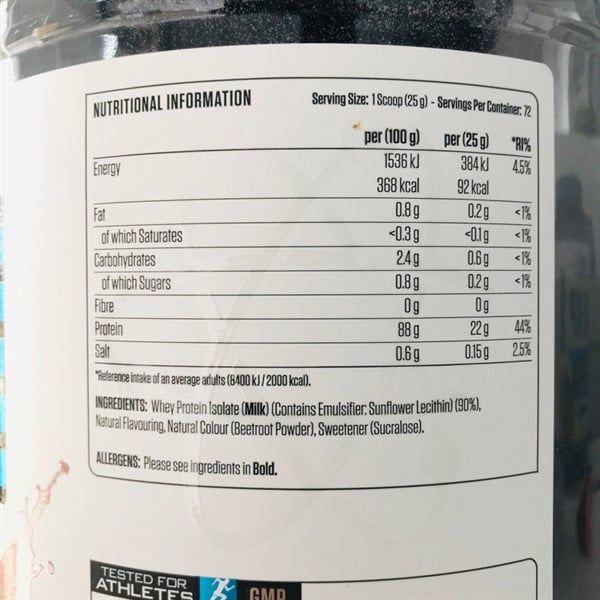 NUTRITIONAL INFORMATION Serving Size: 1 Scoop (25 g) - Servings Per Container: 72
per (100 g) per (25 g) *RI%
Energy 1536 kJ 384 kJ 4.5%
368 kcal 92 kcal
Fat 0.8 g 0.2 g <1%
of which Saturates <0.3 g <0.1 g <1%
Carbohydrates 2.4 g 0.6 g <1%
of which Sugars 0.8 g 0.2 g <1%
Fibre 0 g 0 g
Protein 88 g 22 g 44%
Salt 0.6 g 0.15 g 2.5%
*Reference intake of an average adults (8400 kJ / 2000 kcal).
INGREDIENTS: Whey Protein Isolate (Milk) (Contains Emulsifier: Sunflower Lecithin) (90%),
Natural Flavouring, Natural Colour (Beetroot Powder), Sweetener (Sucralose).
ALLERGENS: Please see ingredients in Bold.
TESTED FOR
ATHLETES
GMP